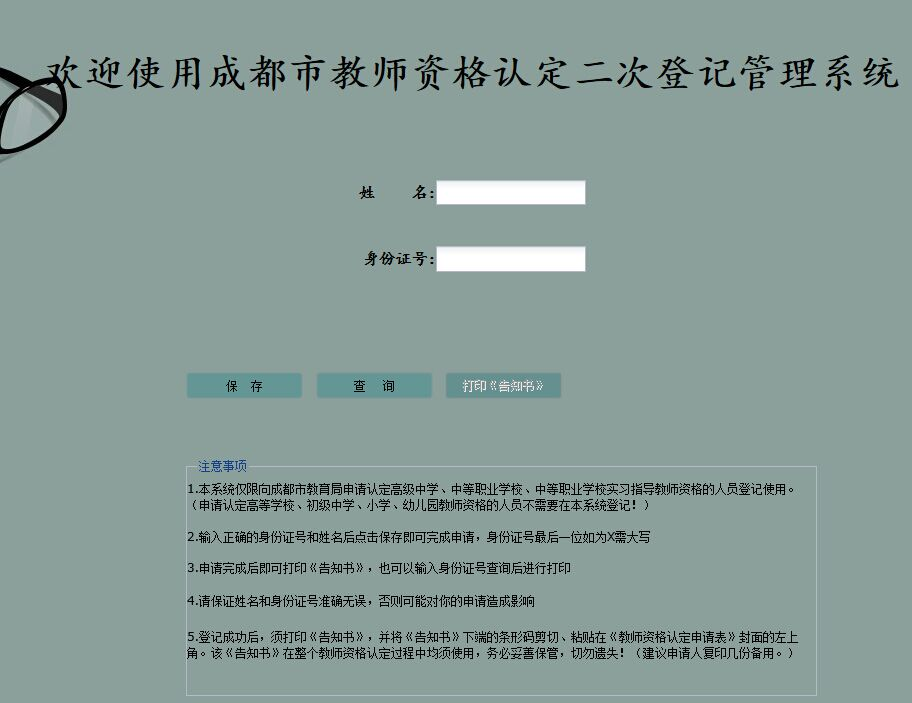 欢迎使用成都市教师资格认定二次登记管理系统
姓 名:
身份证号:
保 存 查 询 打印《告知书》
注意事项
1.本系统仅限向成都市教育局申请认定高级中学、中等职业学校、中等职业学校实习指导教师资格的人员登记使用。
（申请认定高等学校、初级中学、小学、幼儿园教师资格的人员不需要在本系统登记！）
2.输入正确的身份证号和姓名后点击保存即可完成申请，身份证号最后一位如为X需大写
3.申请完成后即可打印《告知书》，也可以输入身份证号查询后进行打印
4.请保证姓名和身份证号准确无误，否则可能对你的申请造成影响
5.登记成功后，须打印《告知书》，并将《告知书》下端的条形码剪切、粘贴在《教师资格认定申请表》封面的左上
角。该《告知书》在整个教师资格认定过程中均须使用，务必妥善保管，切勿遗失！（建议申请人复印几份备用。）